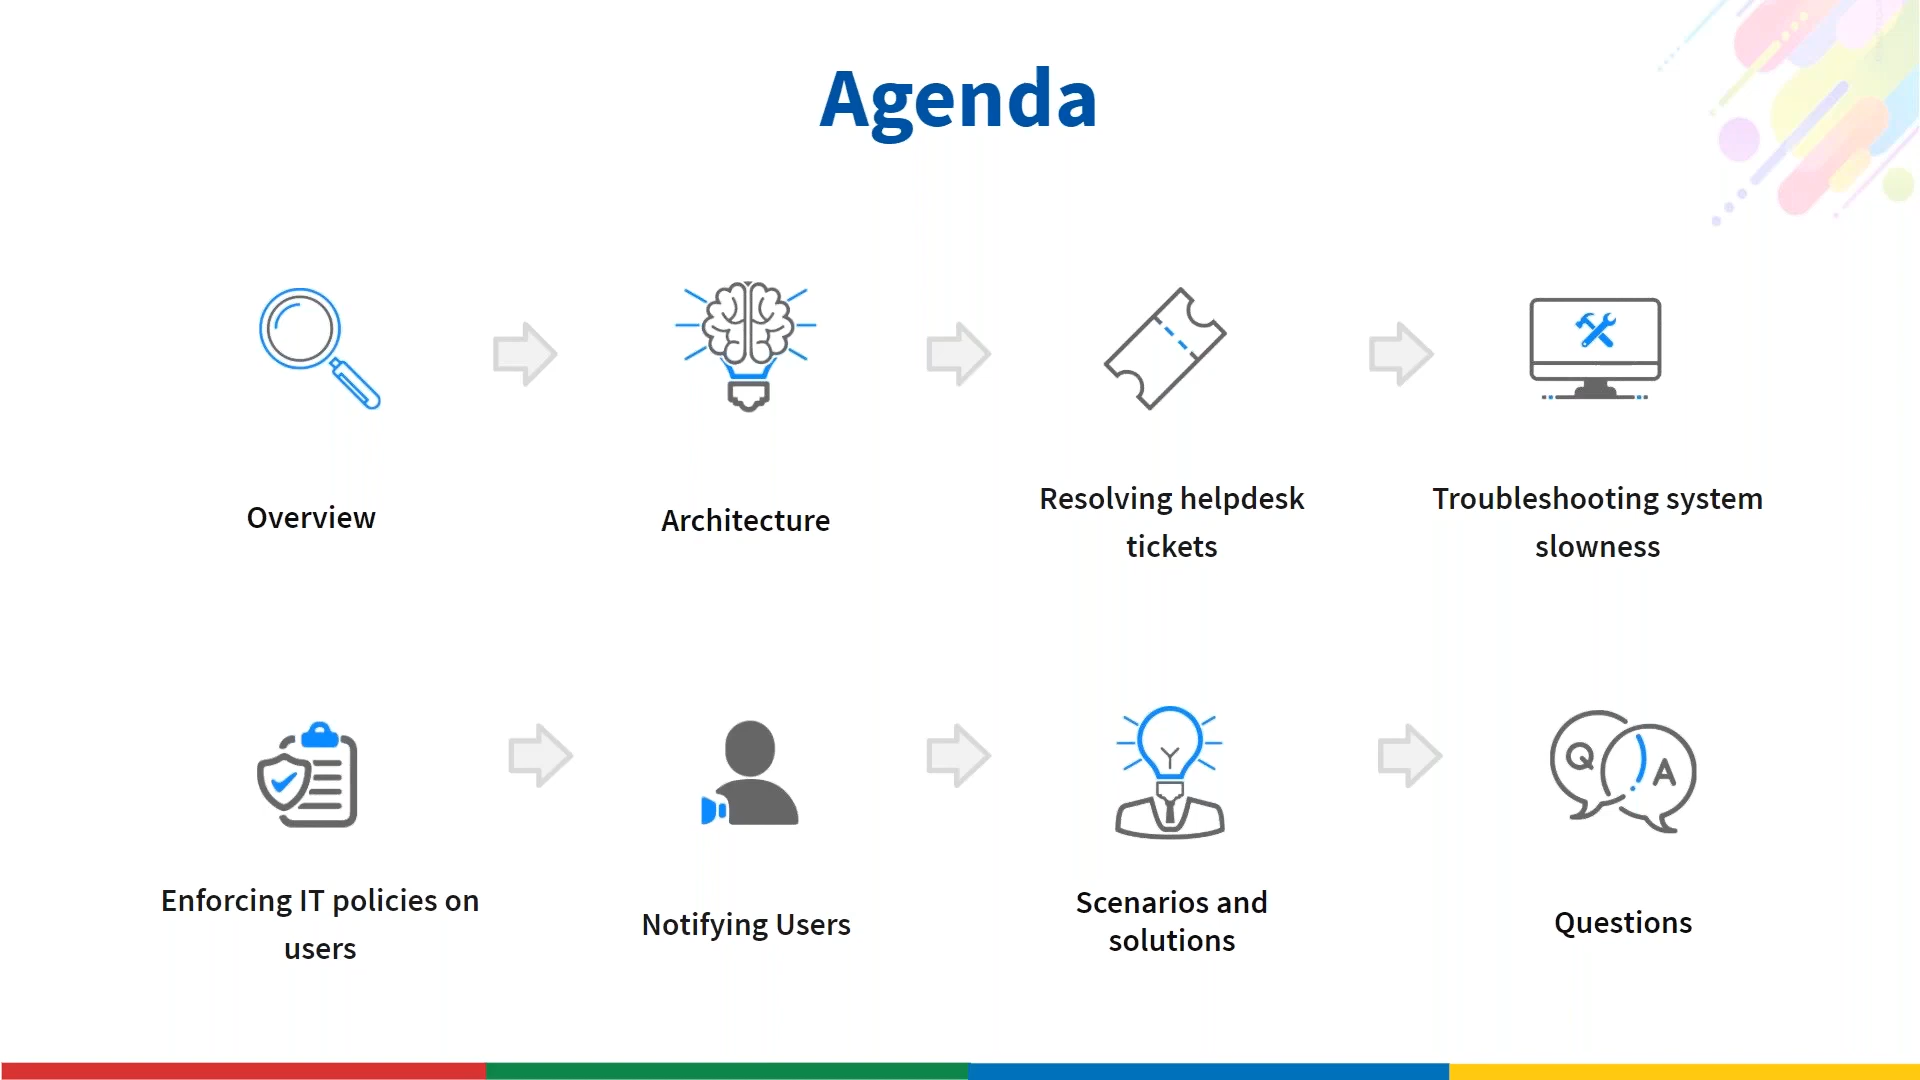 Agenda
Overview
Architecture
Resolving helpdesk
tickets
Troubleshooting system
slowness
Q
A
Enforcing IT policies on
users
Notifying Users
Scenarios and
solutions
Questions